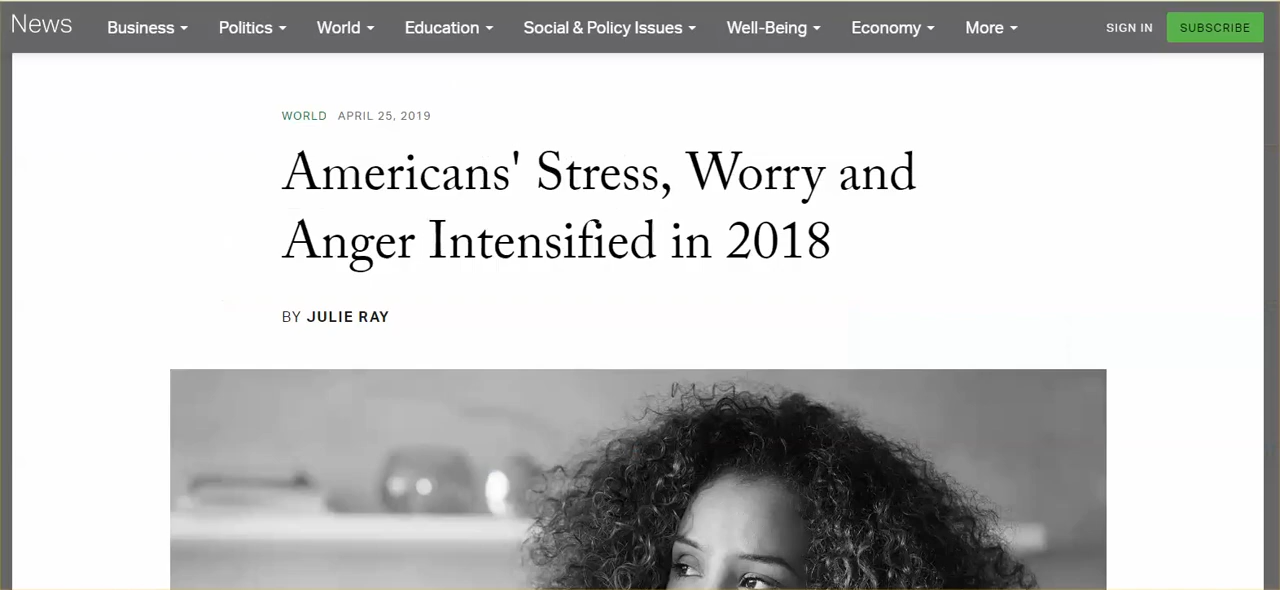 News Business Politics World Education Social & Policy Issues Well-Being Economy More SIGN IN SUBSCRIBE
WORLD APRIL 25, 2019
Americans' Stress, Worry and
Anger Intensified in 2018
BY JULIE RAY